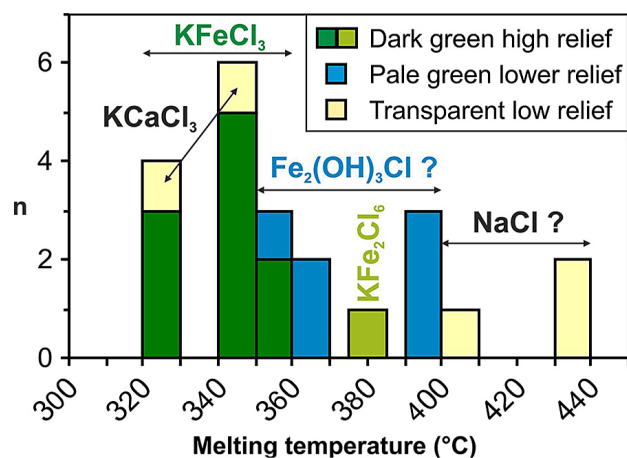 KFeCl₃
Dark green high relief
Pale green lower relief
Transparent low relief
KCaCl₃
Fe₂(OH)₃Cl ?
KFe₂Cl₆
NaCl ?
n
6
4
2
0
300
320
340
360
380
400
420
440
Melting temperature (°C)